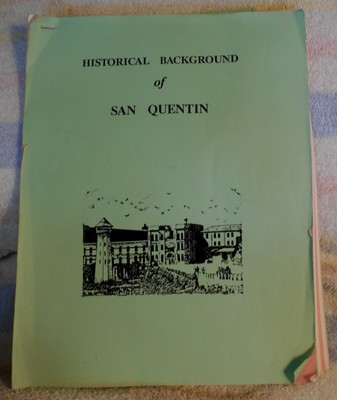 HISTORICAL BACKGROUND
of
SAN QUENTIN